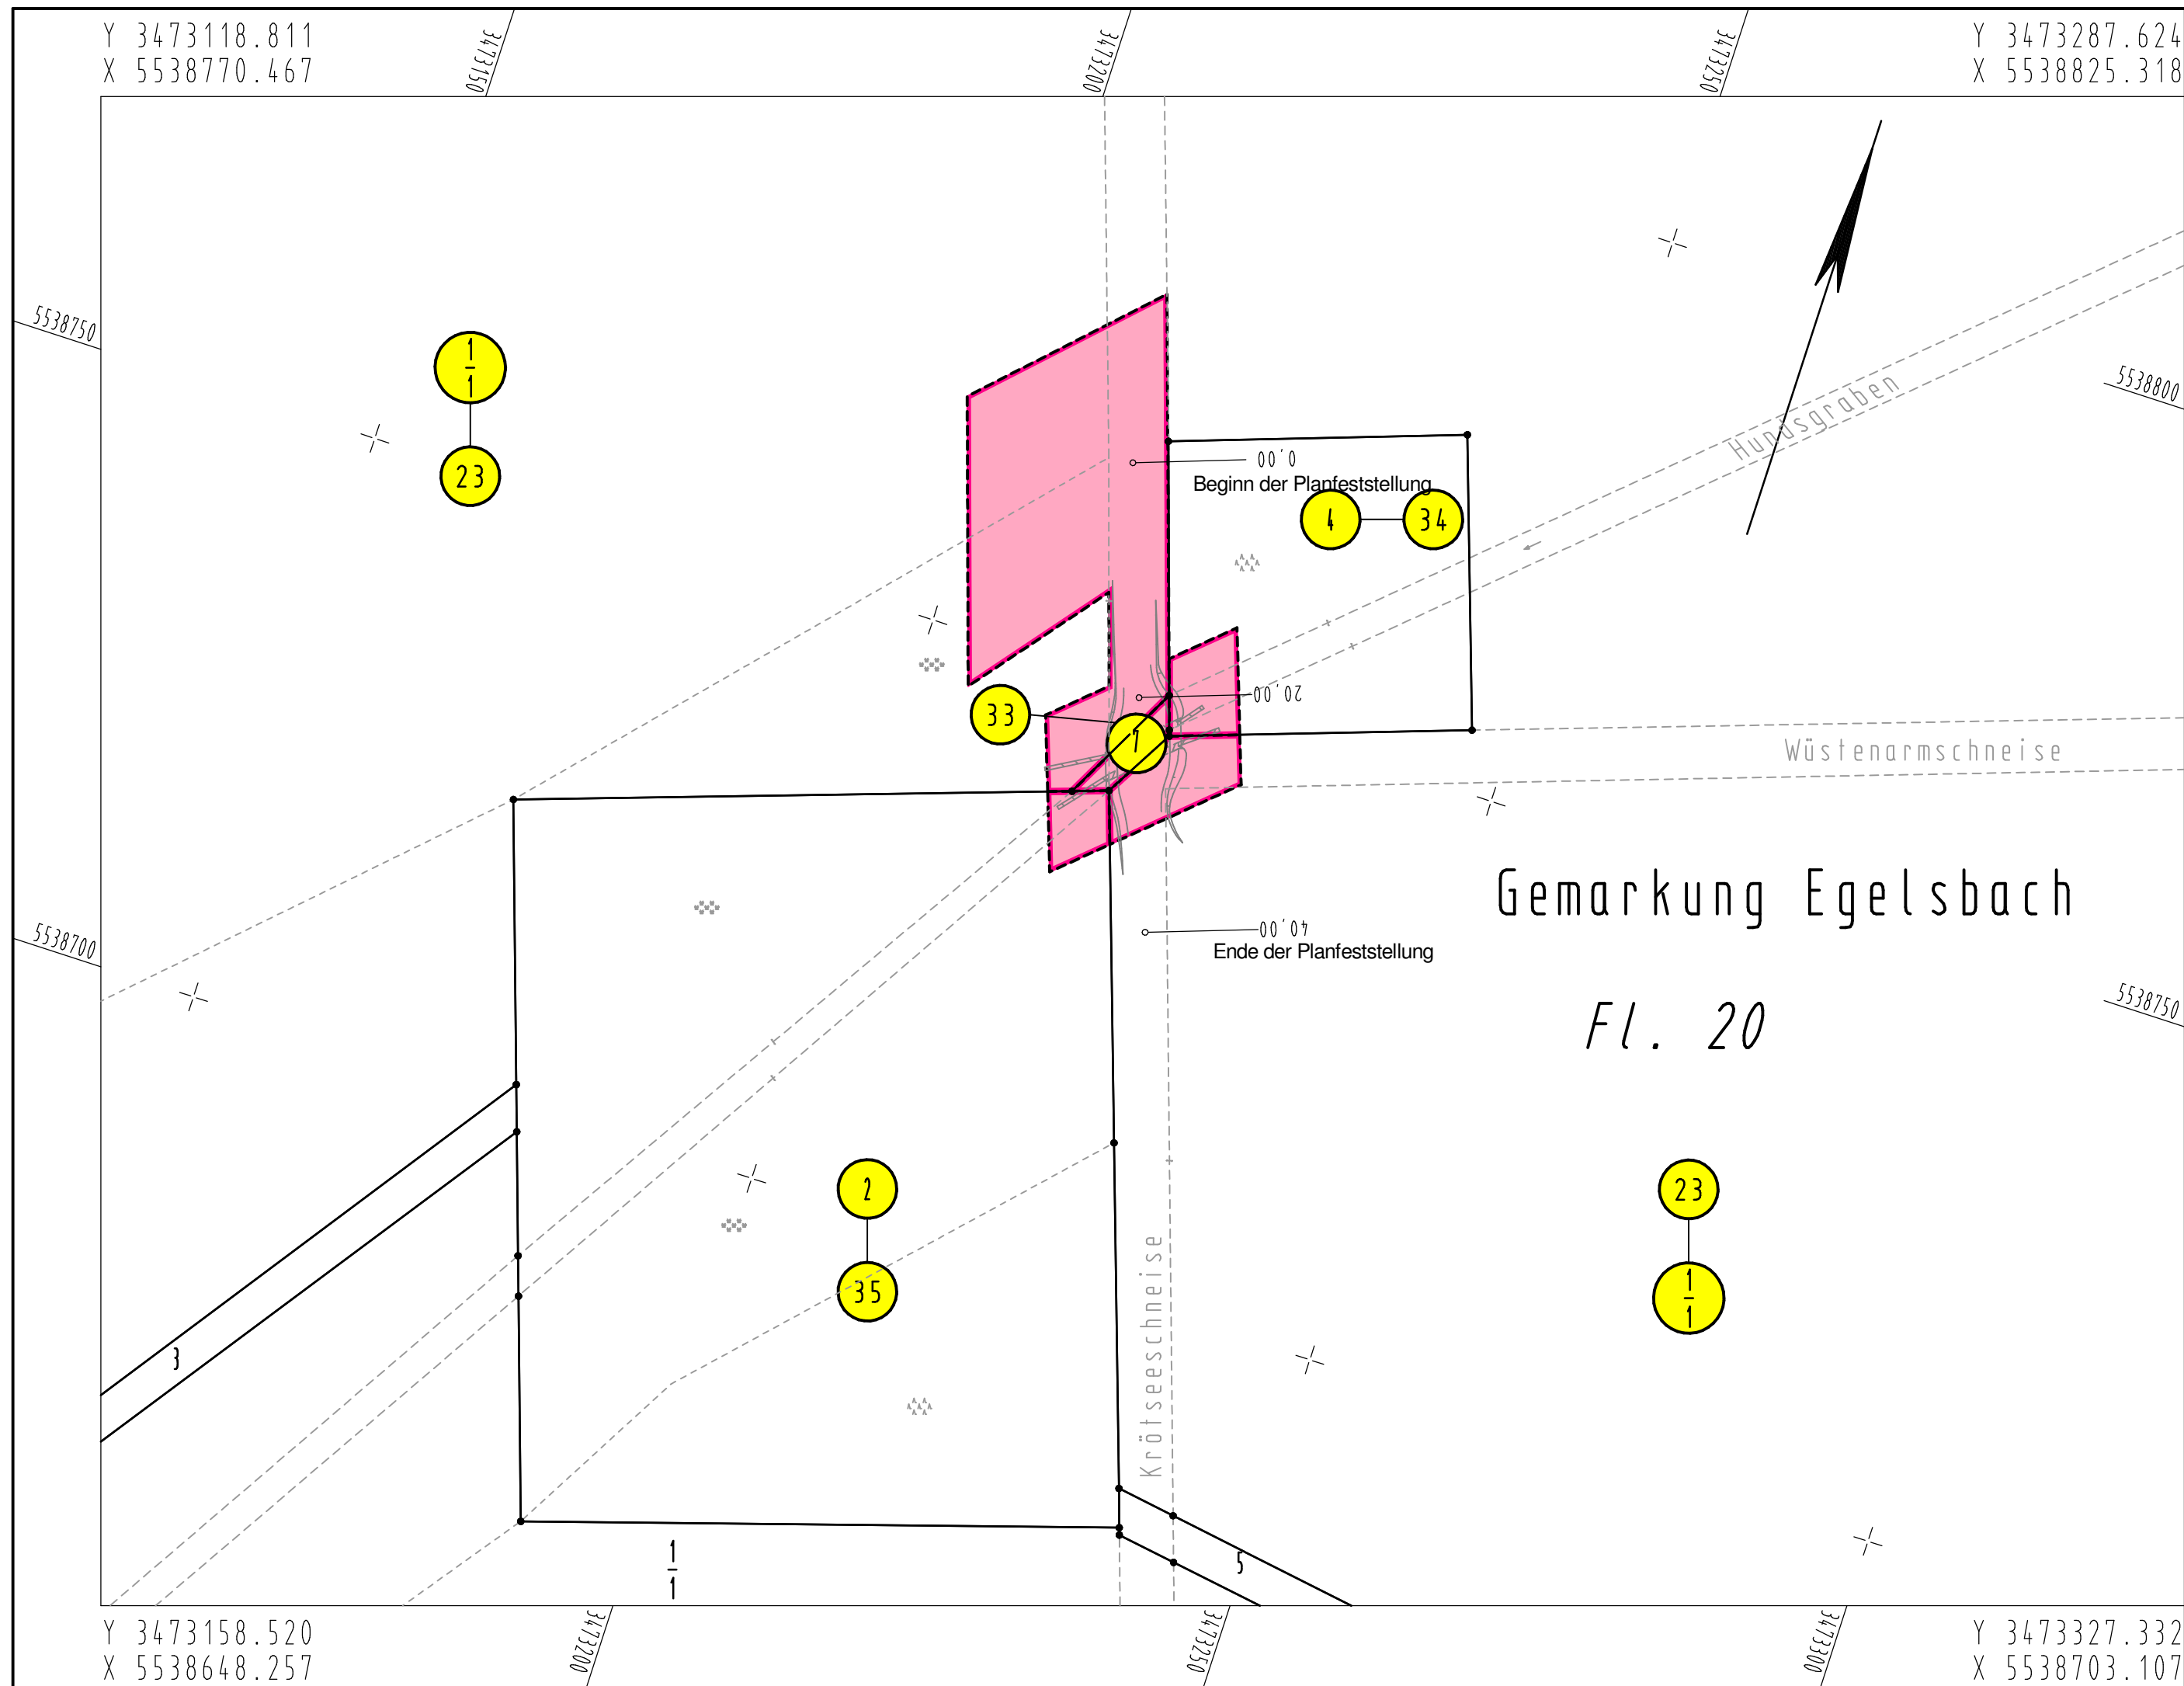 Y 3473118.811
X 5538770.467
3473150
3473200
3473250
Y 3473287.624
X 5538825.318
5538750
5538800
1
1
23
Hundsgraben
0,00
Beginn der Planfeststellung
4
34
20,00
33
7
Wüstenarmschneise
Gemarkung Egelsbach
5538700
40,00
Ende der Planfeststellung
5538750
Fl. 20
2
35
23
1
1
Krötseeschneise
3
1
1
5
Y 3473158.520
X 5538648.257
3473200
3473250
3473300
Y 3473327.332
X 5538703.107